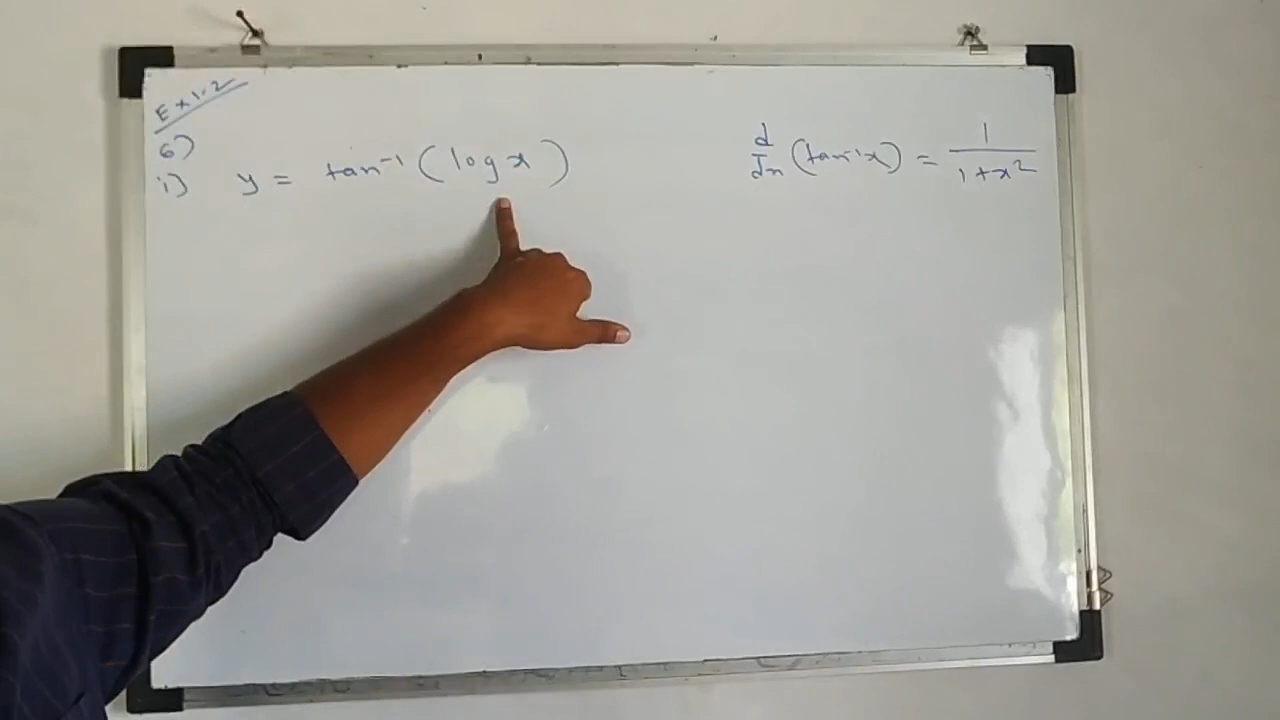 Ex 1.2
6)
i) y = tan⁻¹ (log x)
d/dx (tan⁻¹x) = 1/(1+x²)